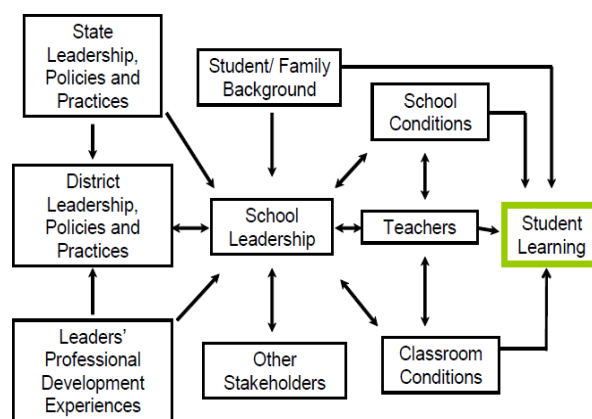 State
Leadership,
Policies and
Practices
Student/ Family
Background
School
Conditions
District
Leadership,
Policies and
Practices
School
Leadership
Teachers
Student
Learning
Leaders'
Professional
Development
Experiences
Other
Stakeholders
Classroom
Conditions